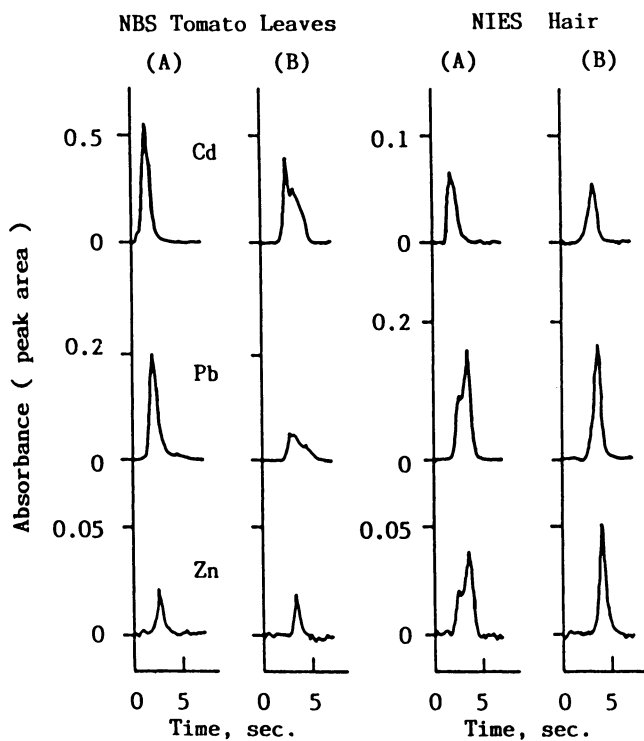 NBS Tomato Leaves NIES Hair
(A) (B) (A) (B)
0.5 Cd 0.1
0 0
0.2 Pb 0.2
0 0
0.05 Zn 0.05
0 0
Absorbance ( peak area )
0 5 0 5 0 5 0 5
Time, sec. Time, sec.